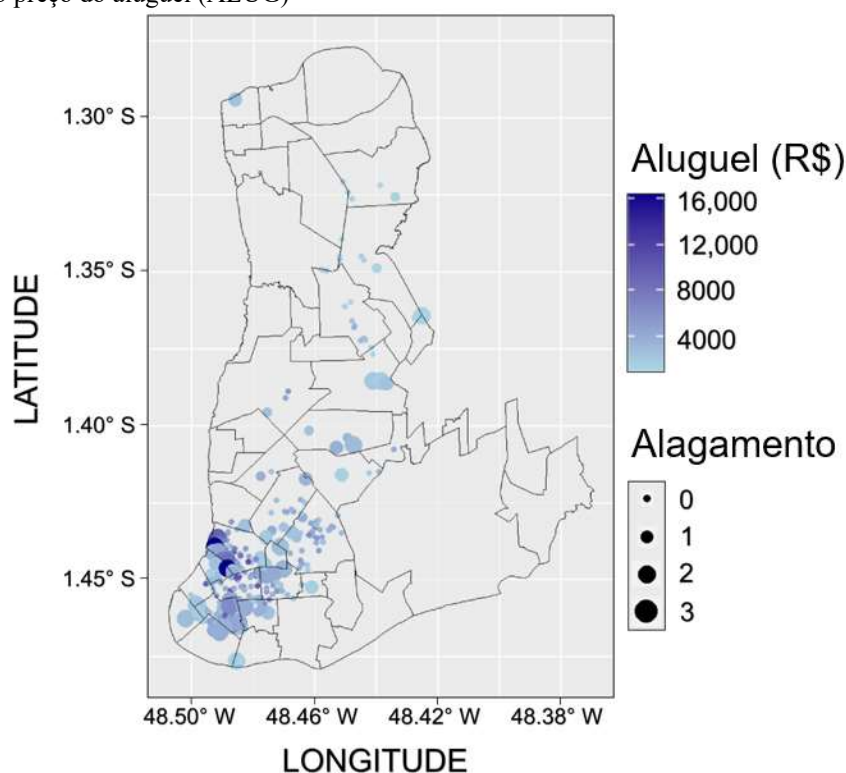 preço do aluguel (ALUG)
Aluguel (R$)
16,000
12,000
8000
4000
Alagamento
0
1
2
3
LATITUDE
1.30° S
1.35° S
1.40° S
1.45° S
48.50° W
48.46° W
48.42° W
48.38° W
LONGITUDE